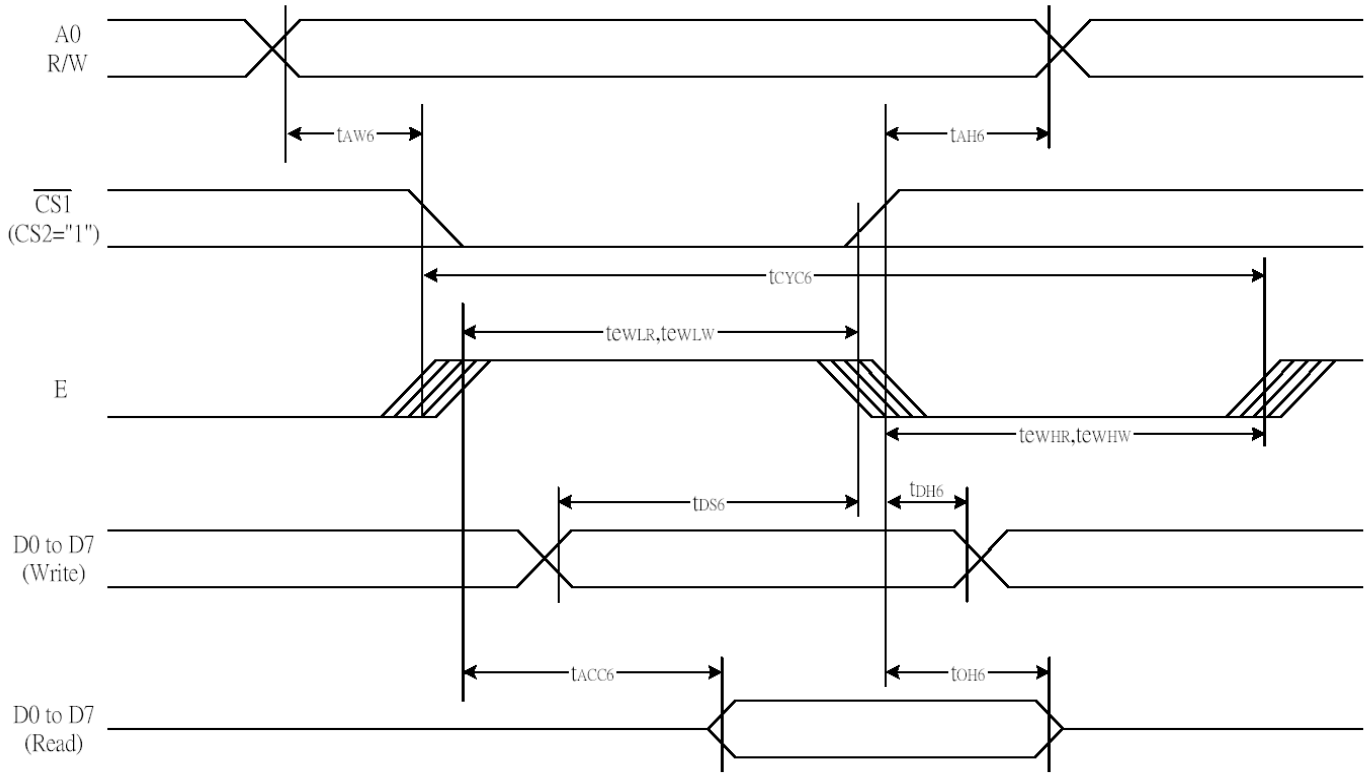 A0
R/W
tAW6
tAH6
CS1
(CS2="1")
tCYC6
tEWLR,tEWLW
E
tEWHR,tEWHW
tDS6
tDH6
D0 to D7
(Write)
tACC6
tOH6
D0 to D7
(Read)